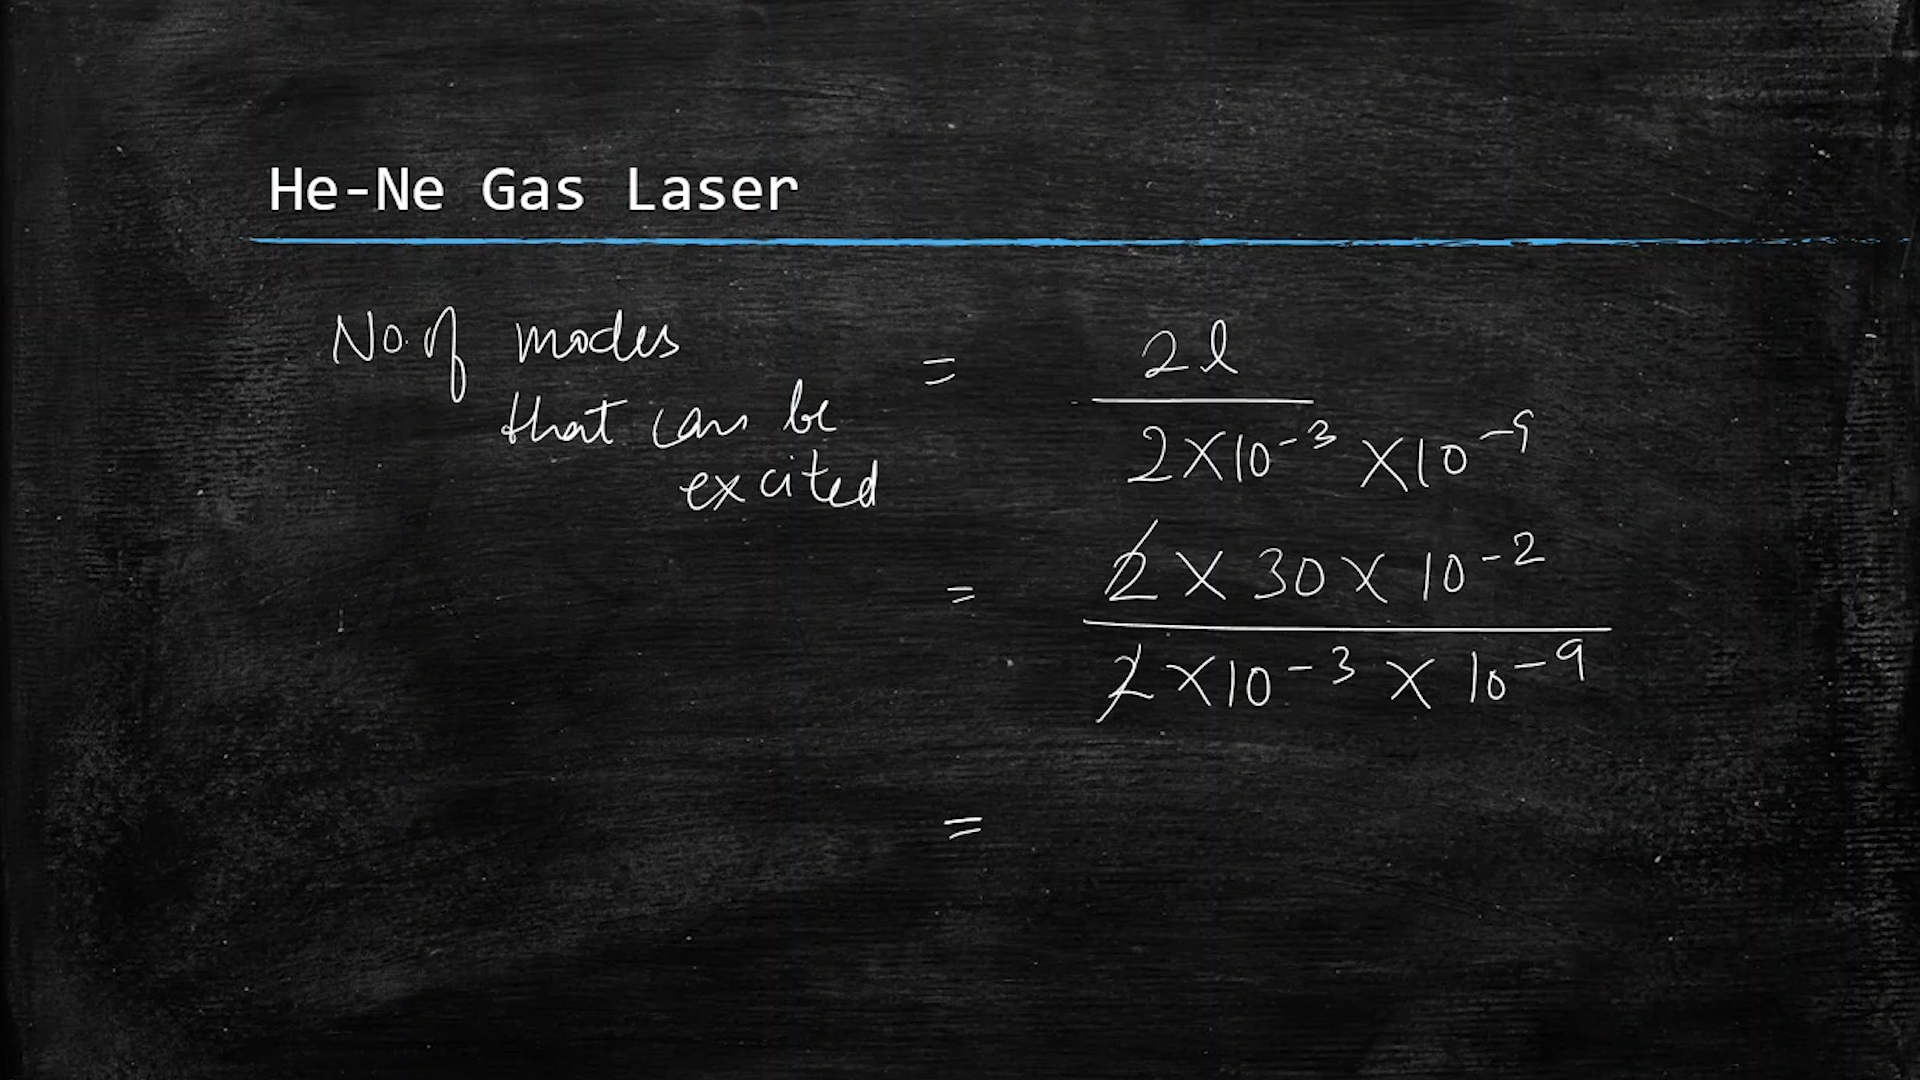 He-Ne Gas Laser
No. of modes that can be excited = 2l / 2×10^-3 ×10^-9
= 2 × 30 × 10^-2 / 2 ×10^-3 × 10^-9
=